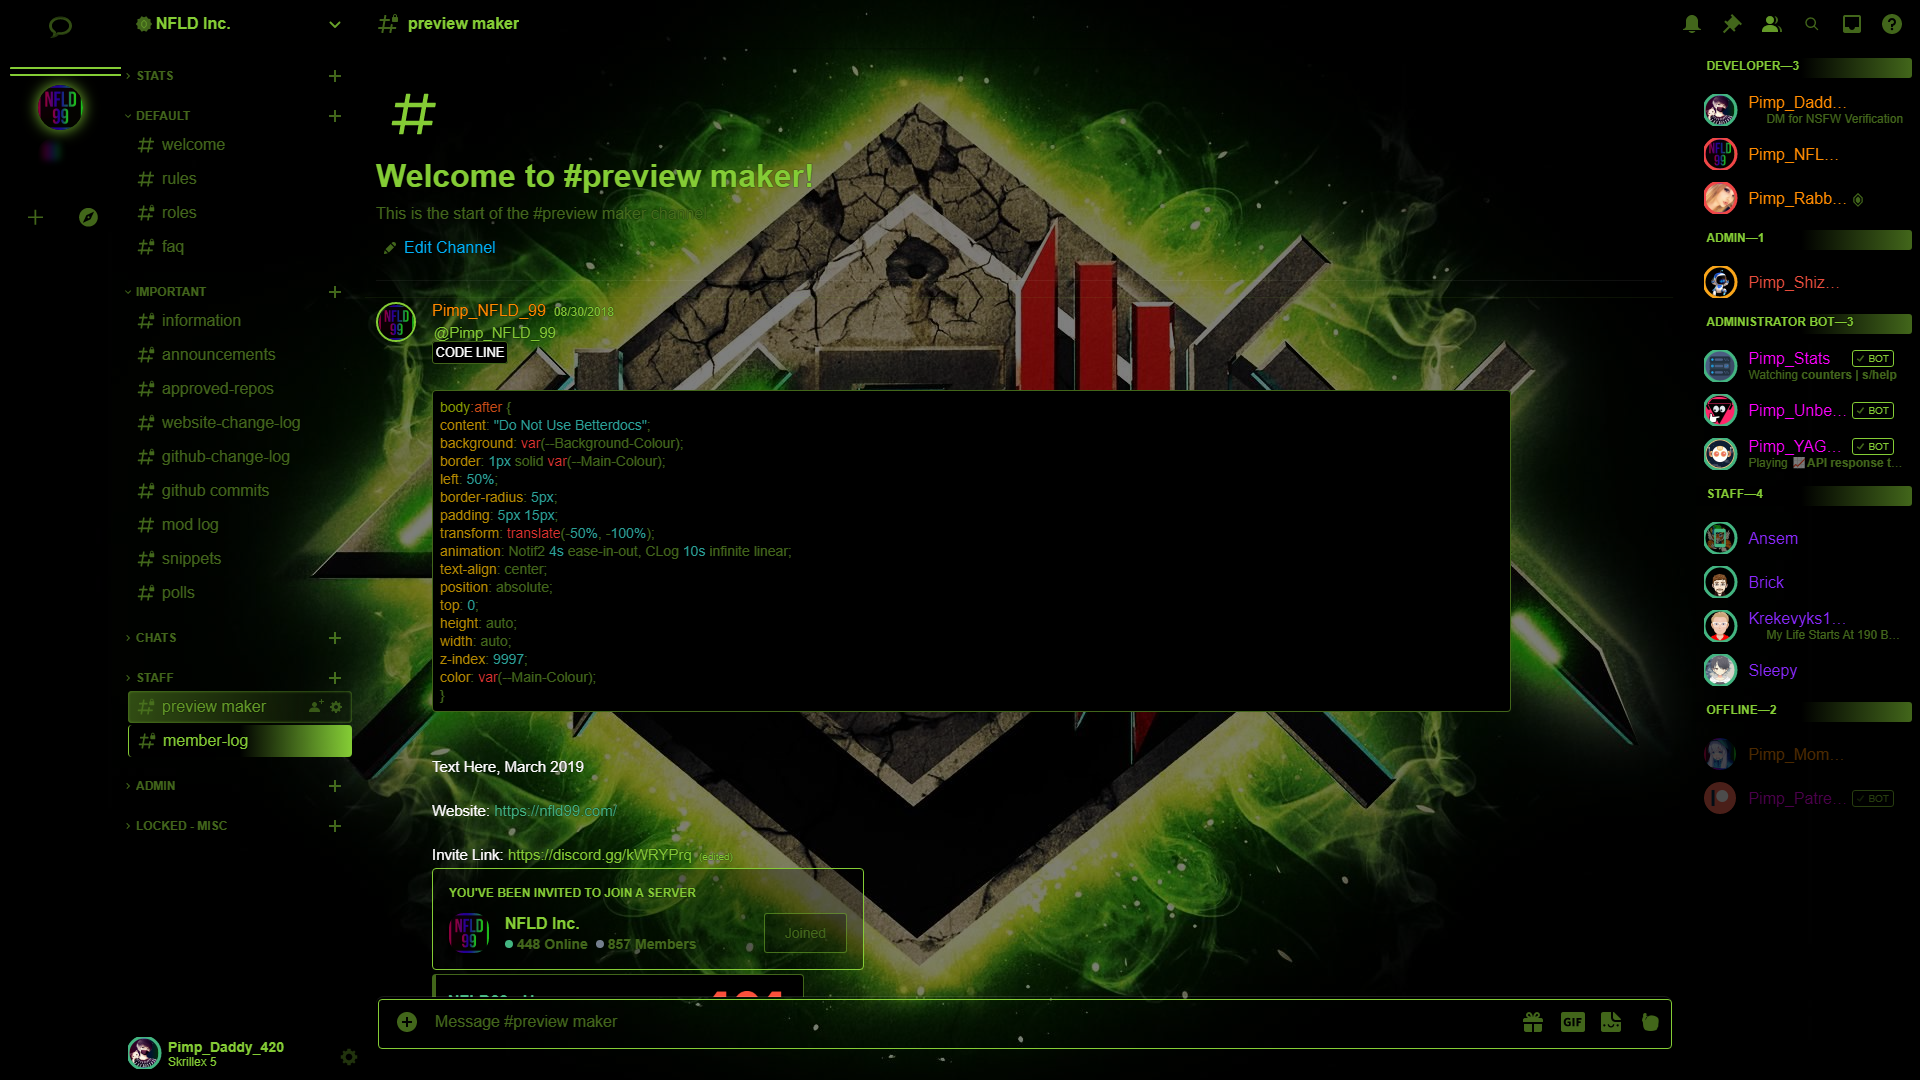 NFLD Inc.
STATS
DEFAULT
welcome
rules
roles
faq
IMPORTANT
information
announcements
approved-repos
website-change-log
github-change-log
github commits
mod log
snippets
polls
CHATS
STAFF
preview maker
member-log
ADMIN
LOCKED - MISC
Pimp_Daddy_420
Skrillex 5
NFLD
99
preview maker
Welcome to #preview maker!
This is the start of the #preview maker channel.
Edit Channel
Pimp_NFLD_99 08/30/2018
@Pimp_NFLD_99
CODE LINE
body:after {
content: "Do Not Use Betterdocs";
background: var(--Background-Colour);
border: 1px solid var(--Main-Colour);
left: 50%;
border-radius: 5px;
padding: 5px 15px;
transform: translate(-50%, -100%);
animation: Notif2 4s ease-in-out, CLog 10s infinite linear;
text-align: center;
position: absolute;
top: 0;
height: auto;
width: auto;
z-index: 9997;
color: var(--Main-Colour);
}
Text Here, March 2019
Website: https://nfld99.com/
Invite Link: https://discord.gg/kWRYPrq (edited)
YOU'VE BEEN INVITED TO JOIN A SERVER
NFLD Inc.
448 Online 857 Members
Joined
Message #preview maker
GIF
DEVELOPER—3
Pimp_Dadd...
DM for NSFW Verification
Pimp_NFL...
Pimp_Rabb...
ADMIN—1
Pimp_Shiz...
ADMINISTRATOR BOT—3
Pimp_Stats BOT
Watching counters | s/help
Pimp_Unbe... BOT
Pimp_YAG... BOT
Playing API response t...
STAFF—4
Ansem
Brick
Krekevyks1...
My Life Starts At 190 B...
Sleepy
OFFLINE—2
Pimp_Mom...
Pimp_Patre... BOT